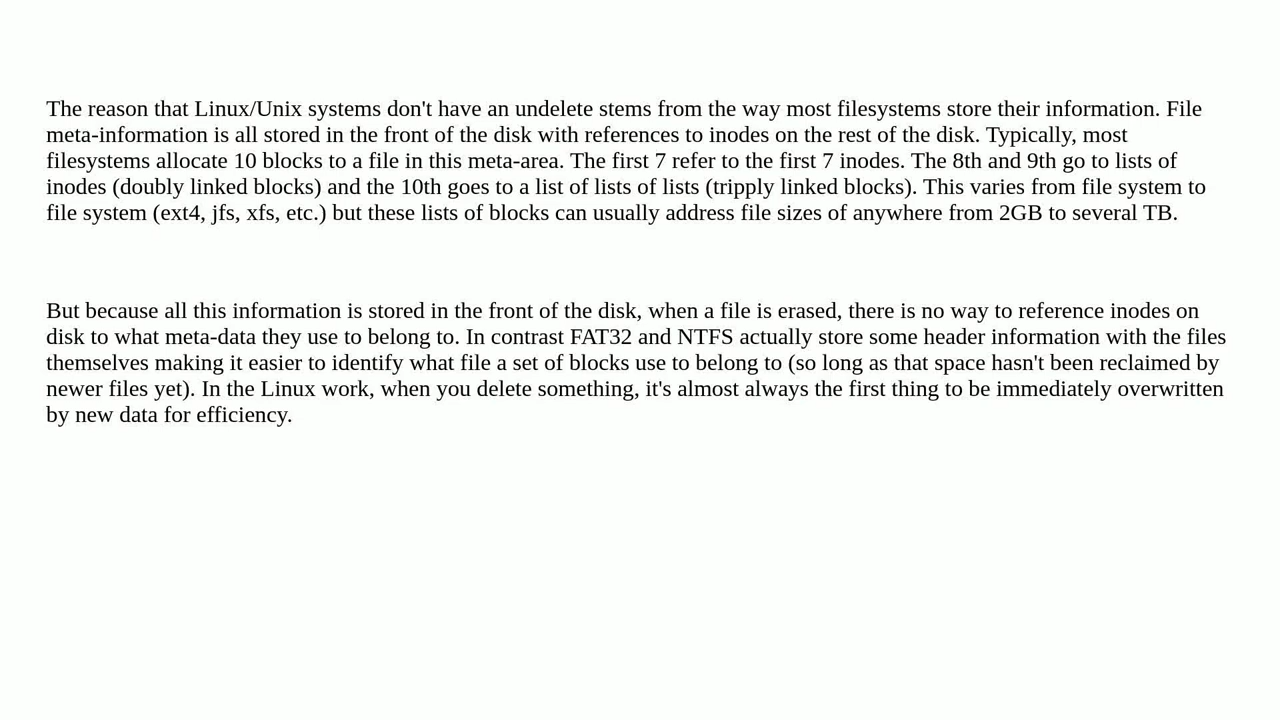 The reason that Linux/Unix systems don't have an undelete stems from the way most filesystems store their information. File
meta-information is all stored in the front of the disk with references to inodes on the rest of the disk. Typically, most
filesystems allocate 10 blocks to a file in this meta-area. The first 7 refer to the first 7 inodes. The 8th and 9th go to lists of
inodes (doubly linked blocks) and the 10th goes to a list of lists of lists (tripply linked blocks). This varies from file system to
file system (ext4, jfs, xfs, etc.) but these lists of blocks can usually address file sizes of anywhere from 2GB to several TB.
But because all this information is stored in the front of the disk, when a file is erased, there is no way to reference inodes on
disk to what meta-data they use to belong to. In contrast FAT32 and NTFS actually store some header information with the files
themselves making it easier to identify what file a set of blocks use to belong to (so long as that space hasn't been reclaimed by
newer files yet). In the Linux work, when you delete something, it's almost always the first thing to be immediately overwritten
by new data for efficiency.